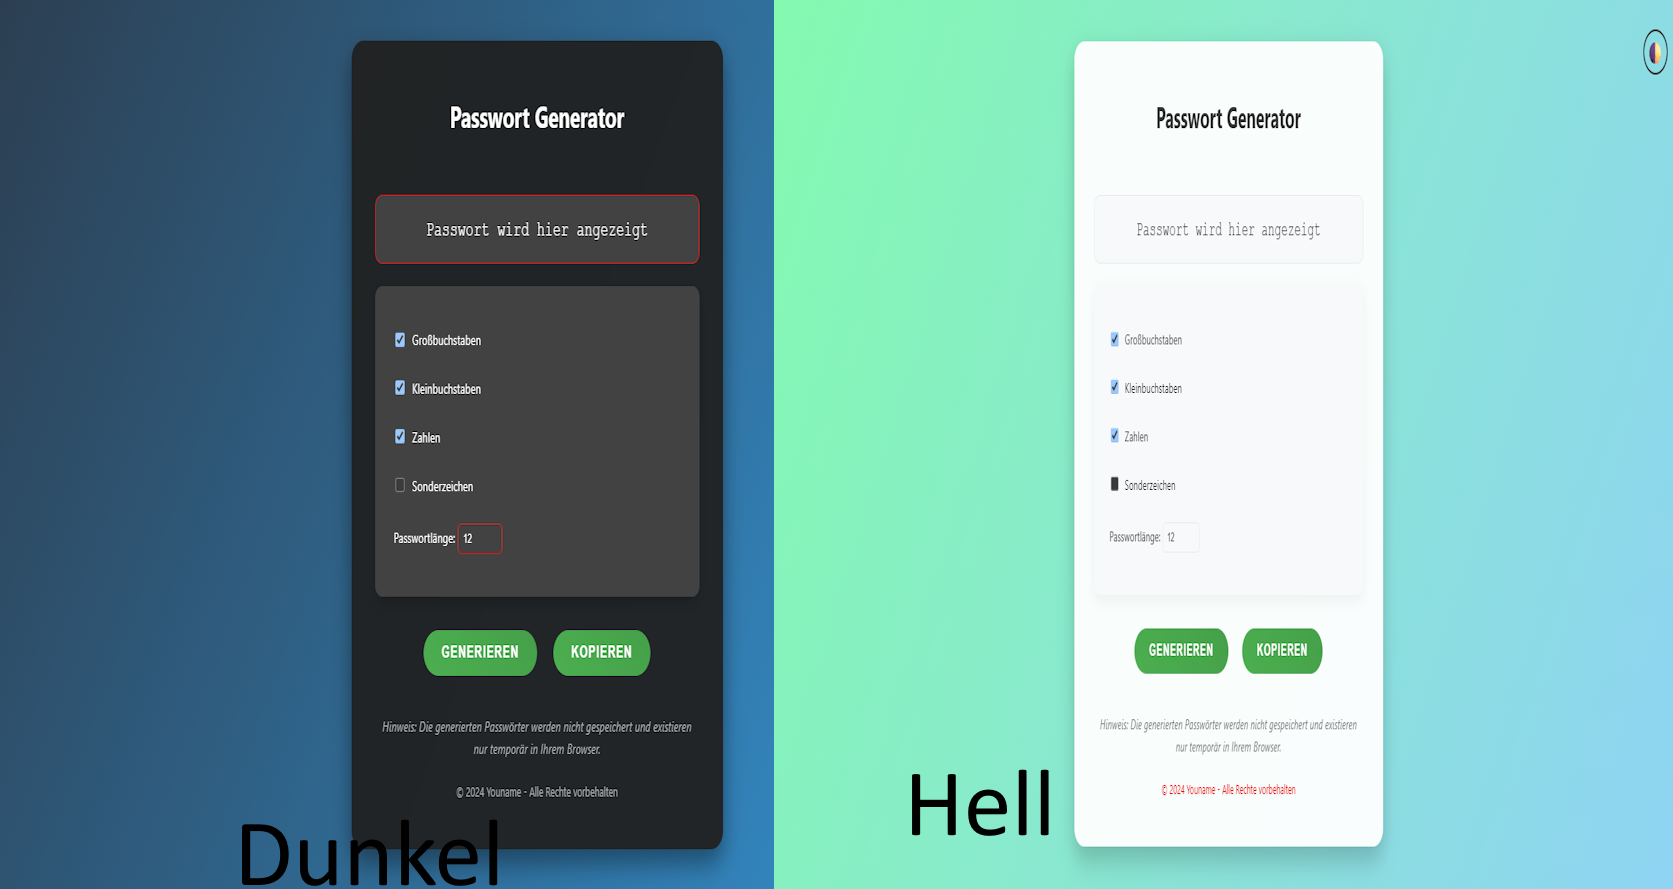 Passwort Generator
Passwort wird hier angezeigt
Großbuchstaben
Kleinbuchstaben
Zahlen
Sonderzeichen
Passwortlänge: 12
GENERIEREN KOPIEREN
Hinweis: Die generierten Passwörter werden nicht gespeichert und existieren
nur temporär in Ihrem Browser.
© 2024 Youname - Alle Rechte vorbehalten
Dunkel
Passwort Generator
Passwort wird hier angezeigt
Großbuchstaben
Kleinbuchstaben
Zahlen
Sonderzeichen
Passwortlänge: 12
GENERIEREN KOPIEREN
Hinweis: Die generierten Passwörter werden nicht gespeichert und existieren
nur temporär in Ihrem Browser.
© 2024 Youname - Alle Rechte vorbehalten
Hell